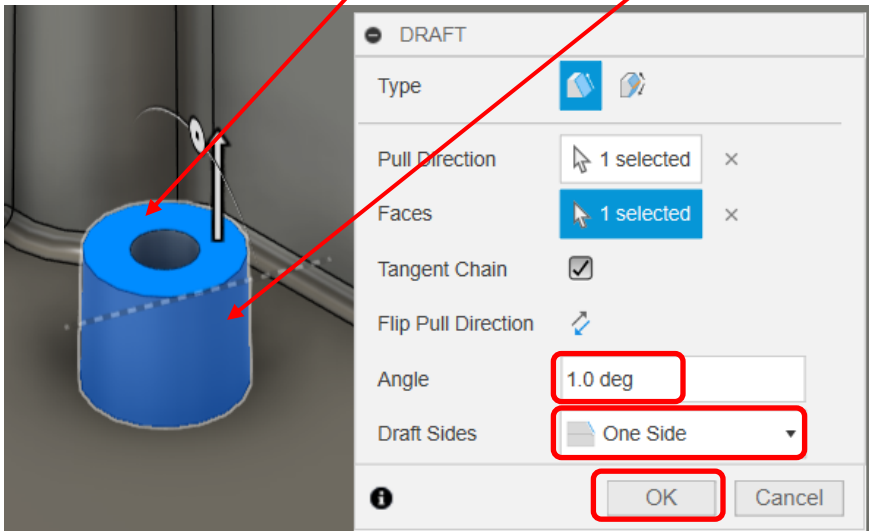 DRAFT
Type
Pull Direction 1 selected
Faces 1 selected
Tangent Chain
Flip Pull Direction
Angle 1.0 deg
Draft Sides One Side
OK Cancel